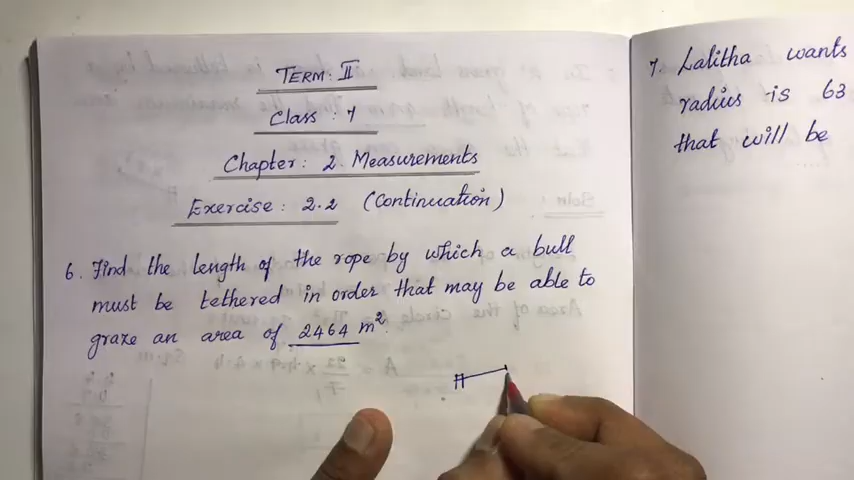 TERM: II
Class: 7
Chapter: 2. Measurements
Exercise: 2.2 (Continuation)
6. Find the length of the rope by which a bull
must be tethered in order that may be able to
graze an area of 2464 m².
7. Lalitha wants
radius is 63
that will be